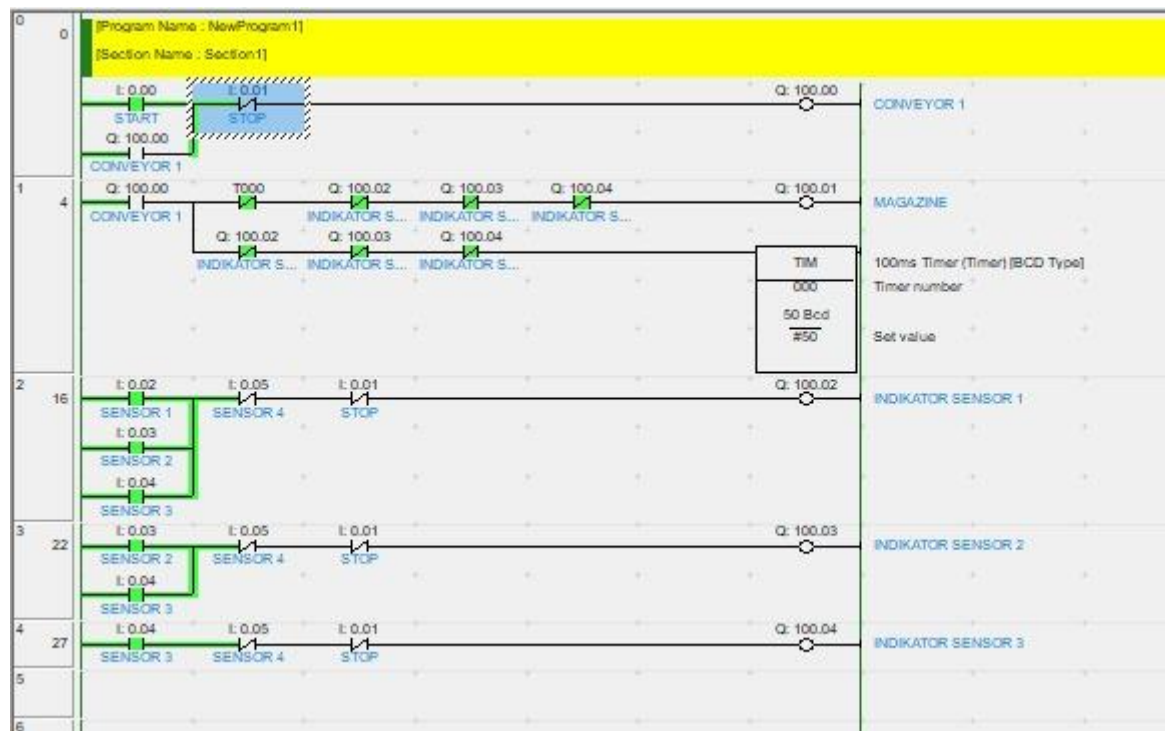 0
0
[Program Name : NewProgram1]
[Section Name : Section1]
I: 0.00 I: 0.01 Q: 100.00
START STOP CONVEYOR 1
Q: 100.00
CONVEYOR 1
1
4
Q: 100.00 T000 Q: 100.02 Q: 100.03 Q: 100.04 Q: 100.01
CONVEYOR 1 INDIKATOR S... INDIKATOR S... INDIKATOR S... MAGAZINE
Q: 100.02 Q: 100.03 Q: 100.04
INDIKATOR S... INDIKATOR S... INDIKATOR S... TIM 100ms Timer (Timer) [BCD Type]
000 Timer number
50 Bcd
#50 Set value
2
16
I: 0.02 I: 0.05 I: 0.01 Q: 100.02
SENSOR 1 SENSOR 4 STOP INDIKATOR SENSOR 1
I: 0.03
SENSOR 2
I: 0.04
SENSOR 3
3
22
I: 0.03 I: 0.05 I: 0.01 Q: 100.03
SENSOR 2 SENSOR 4 STOP INDIKATOR SENSOR 2
I: 0.04
SENSOR 3
4
27
I: 0.04 I: 0.05 I: 0.01 Q: 100.04
SENSOR 3 SENSOR 4 STOP INDIKATOR SENSOR 3
5
6